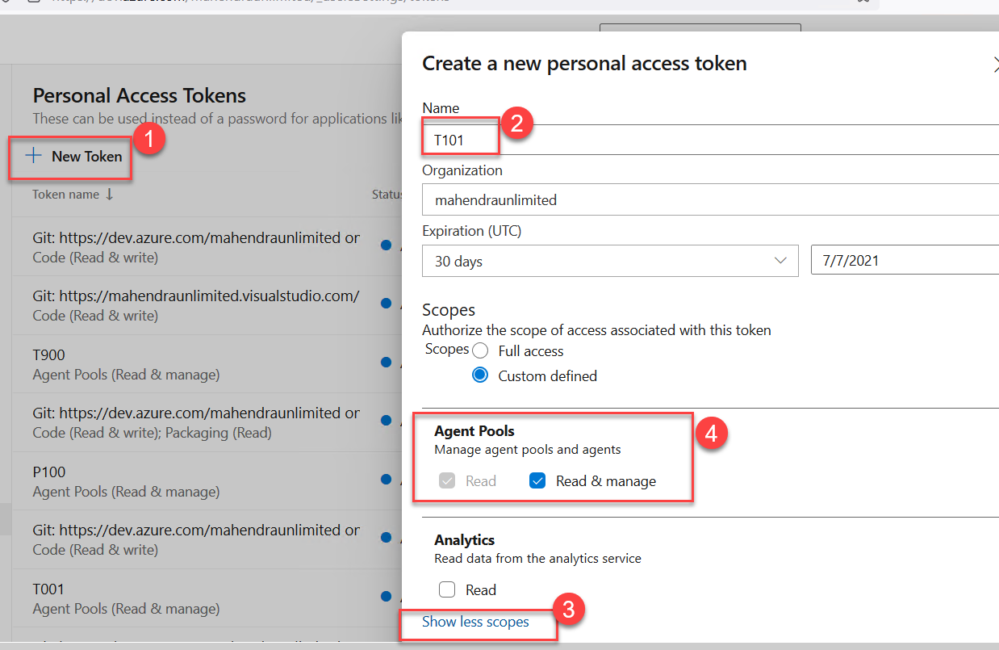 Personal Access Tokens
These can be used instead of a password for applications
1
New Token
Token name ↓
Git: https://dev.azure.com/mahendraunlimited
Code (Read & write)
Git: https://mahendraunlimited.visualstudio.com/
Code (Read & write)
T900
Agent Pools (Read & manage)
Git: https://dev.azure.com/mahendraunlimited
Code (Read & write); Packaging (Read)
P100
Agent Pools (Read & manage)
Git: https://dev.azure.com/mahendraunlimited
Code (Read & write)
T001
Agent Pools (Read & manage)
Create a new personal access token
Name
2
T101
Organization
mahendraunlimited
Expiration (UTC)
30 days
7/7/2021
Scopes
Authorize the scope of access associated with this token
Scopes
Full access
Custom defined
Agent Pools
4
Manage agent pools and agents
Read
Read & manage
Analytics
Read data from the analytics service
Read
3
Show less scopes